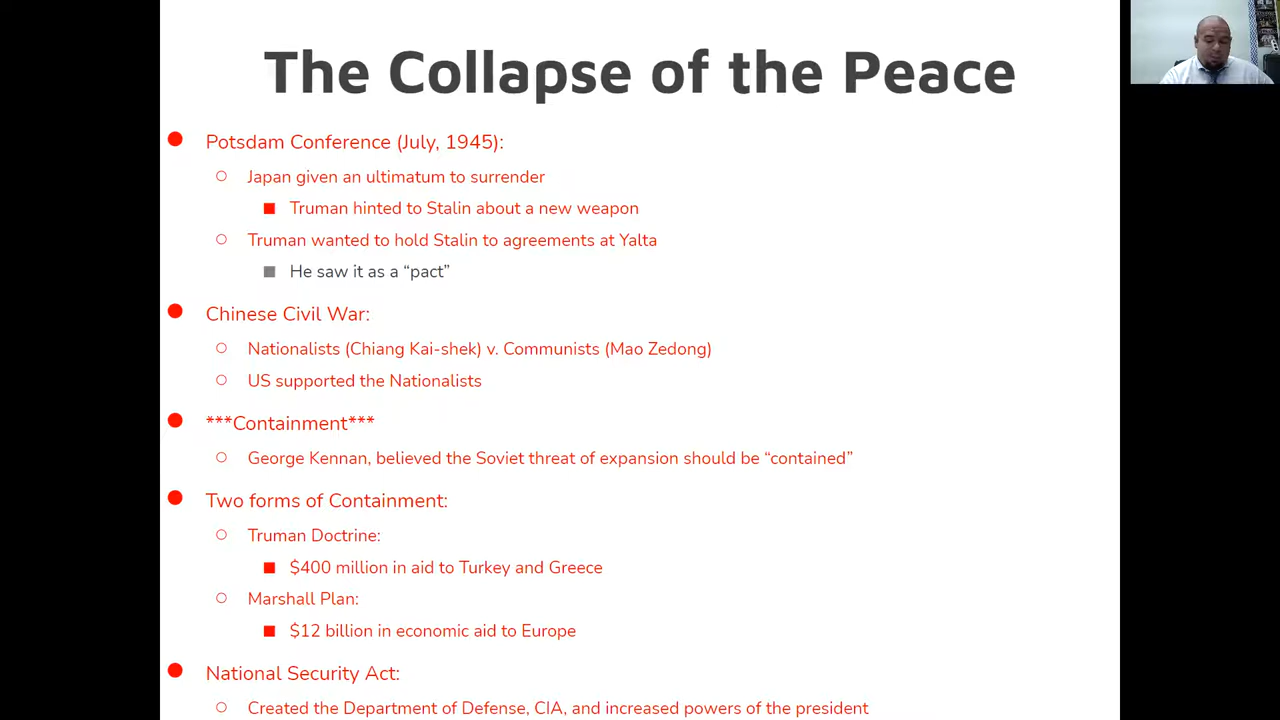 The Collapse of the Peace
Potsdam Conference (July, 1945):
Japan given an ultimatum to surrender
Truman hinted to Stalin about a new weapon
Truman wanted to hold Stalin to agreements at Yalta
He saw it as a “pact”
Chinese Civil War:
Nationalists (Chiang Kai-shek) v. Communists (Mao Zedong)
US supported the Nationalists
***Containment***
George Kennan, believed the Soviet threat of expansion should be “contained”
Two forms of Containment:
Truman Doctrine:
$400 million in aid to Turkey and Greece
Marshall Plan:
$12 billion in economic aid to Europe
National Security Act:
Created the Department of Defense, CIA, and increased powers of the president